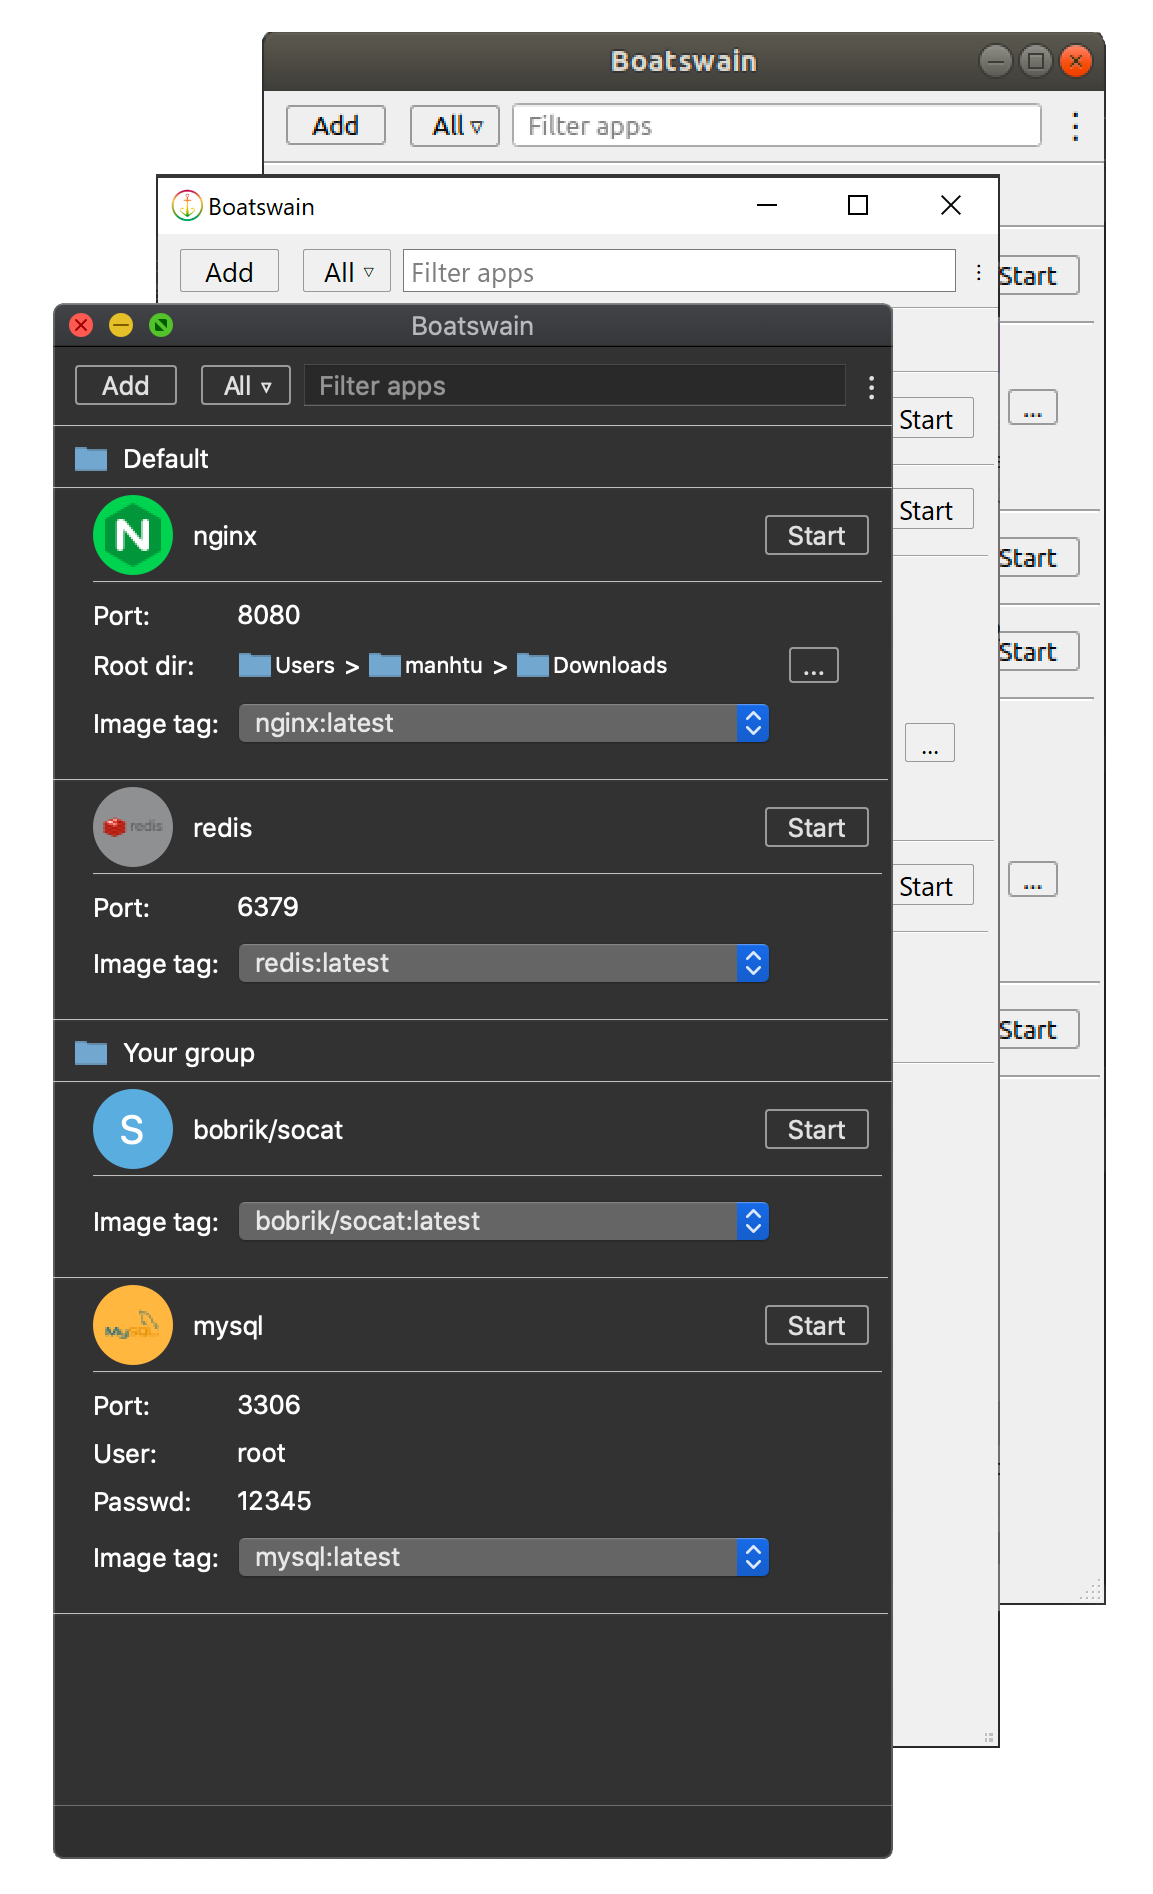 Boatswain
Add All ▿ Filter apps ⋮
Boatswain
Add All ▿ Filter apps ⋮
Start
Start
...
Start
Start
Start
...
Start
Start
...
Start
Boatswain
Add All ▿ Filter apps ⋮
Default
N nginx Start
Port: 8080
Root dir: Users > manhtu > Downloads ...
Image tag: nginx:latest
redis redis Start
Port: 6379
Image tag: redis:latest
Your group
S bobrik/socat Start
Image tag: bobrik/socat:latest
MySQL mysql Start
Port: 3306
User: root
Passwd: 12345
Image tag: mysql:latest